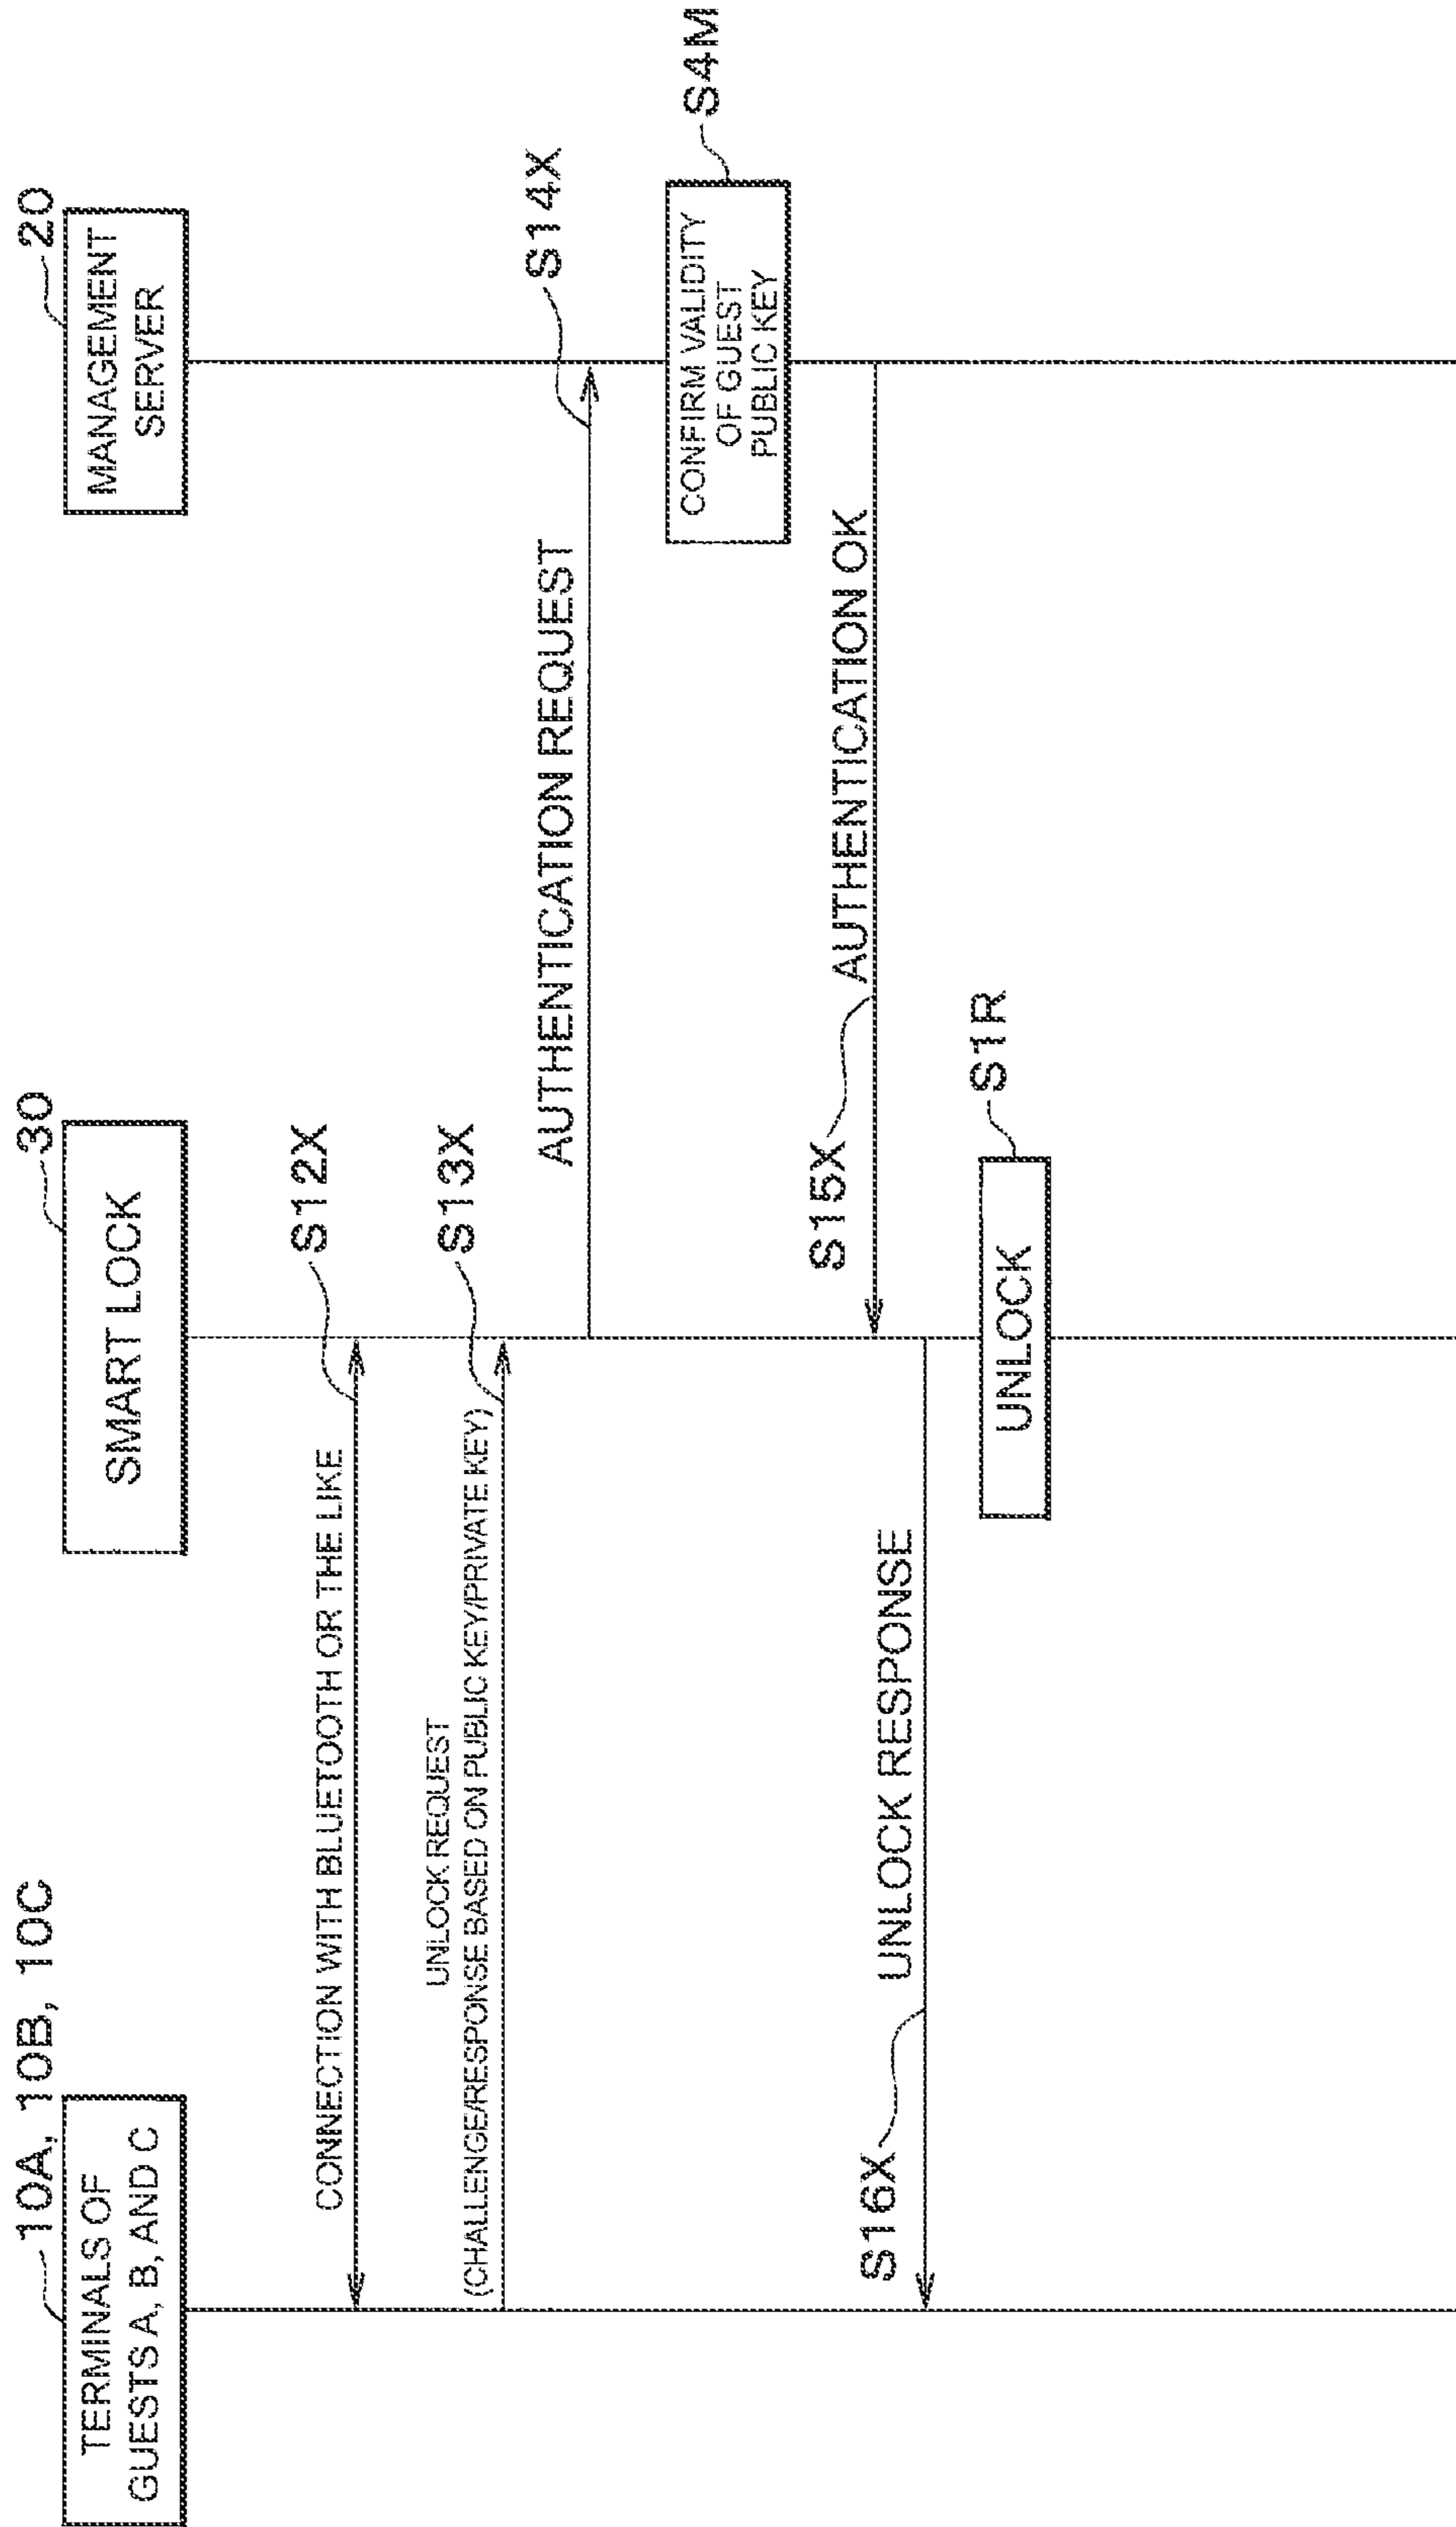 10A, 10B, 10C
TERMINALS OF
GUESTS A, B, AND C
30
SMART LOCK
20
MANAGEMENT
SERVER
CONNECTION WITH BLUETOOTH OR THE LIKE
S12X
UNLOCK REQUEST
(CHALLENGE/RESPONSE BASED ON PUBLIC KEY/PRIVATE KEY)
S13X
AUTHENTICATION REQUEST
S14X
CONFIRM VALIDITY
OF GUEST
PUBLIC KEY
S4M
S15X
AUTHENTICATION OK
S16X
UNLOCK RESPONSE
UNLOCK
S1R